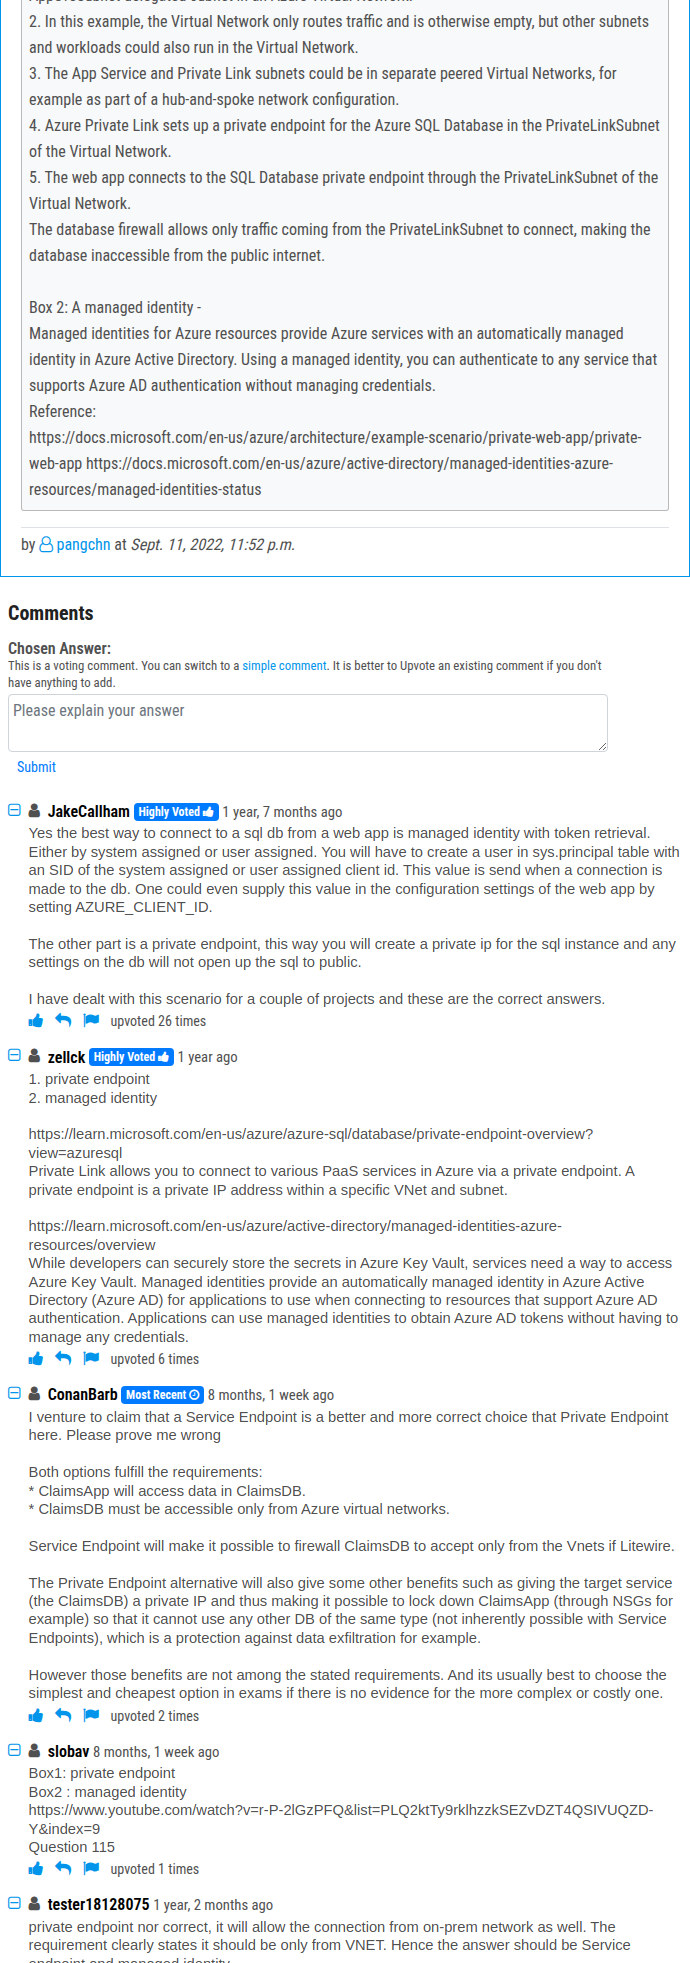 2. In this example, the Virtual Network only routes traffic and is otherwise empty, but other subnets
and workloads could also run in the Virtual Network.
3. The App Service and Private Link subnets could be in separate peered Virtual Networks, for
example as part of a hub-and-spoke network configuration.
4. Azure Private Link sets up a private endpoint for the Azure SQL Database in the PrivateLinkSubnet
of the Virtual Network.
5. The web app connects to the SQL Database private endpoint through the PrivateLinkSubnet of the
Virtual Network.
The database firewall allows only traffic coming from the PrivateLinkSubnet to connect, making the
database inaccessible from the public internet.
Box 2: A managed identity -
Managed identities for Azure resources provide Azure services with an automatically managed
identity in Azure Active Directory. Using a managed identity, you can authenticate to any service that
supports Azure AD authentication without managing credentials.
Reference:
https://docs.microsoft.com/en-us/azure/architecture/example-scenario/private-web-app/private-
web-app https://docs.microsoft.com/en-us/azure/active-directory/managed-identities-azure-
resources/managed-identities-status
by pangchn at Sept. 11, 2022, 11:52 p.m.
Comments
Chosen Answer:
This is a voting comment. You can switch to a simple comment. It is better to Upvote an existing comment if you don't
have anything to add.
Please explain your answer
Submit
JakeCallham Highly Voted 1 year, 7 months ago
Yes the best way to connect to a sql db from a web app is managed identity with token retrieval.
Either by system assigned or user assigned. You will have to create a user in sys.principal table with
an SID of the system assigned or user assigned client id. This value is send when a connection is
made to the db. One could even supply this value in the configuration settings of the web app by
setting AZURE_CLIENT_ID.
The other part is a private endpoint, this way you will create a private ip for the sql instance and any
settings on the db will not open up the sql to public.
I have dealt with this scenario for a couple of projects and these are the correct answers.
upvoted 26 times
zellck Highly Voted 1 year ago
1. private endpoint
2. managed identity
https://learn.microsoft.com/en-us/azure/azure-sql/database/private-endpoint-overview?
view=azuresql
Private Link allows you to connect to various PaaS services in Azure via a private endpoint. A
private endpoint is a private IP address within a specific VNet and subnet.
https://learn.microsoft.com/en-us/azure/active-directory/managed-identities-azure-
resources/overview
While developers can securely store the secrets in Azure Key Vault, services need a way to access
Azure Key Vault. Managed identities provide an automatically managed identity in Azure Active
Directory (Azure AD) for applications to use when connecting to resources that support Azure AD
authentication. Applications can use managed identities to obtain Azure AD tokens without having to
manage any credentials.
upvoted 6 times
ConanBarb Most Recent 8 months, 1 week ago
I venture to claim that a Service Endpoint is a better and more correct choice that Private Endpoint
here. Please prove me wrong
Both options fulfill the requirements:
* ClaimsApp will access data in ClaimsDB.
* ClaimsDB must be accessible only from Azure virtual networks.
Service Endpoint will make it possible to firewall ClaimsDB to accept only from the Vnets if Litewire.
The Private Endpoint alternative will also give some other benefits such as giving the target service
(the ClaimsDB) a private IP and thus making it possible to lock down ClaimsApp (through NSGs for
example) so that it cannot use any other DB of the same type (not inherently possible with Service
Endpoints), which is a protection against data exfiltration for example.
However those benefits are not among the stated requirements. And its usually best to choose the
simplest and cheapest option in exams if there is no evidence for the more complex or costly one.
upvoted 2 times
slobav 8 months, 1 week ago
Box1: private endpoint
Box2 : managed identity
https://www.youtube.com/watch?v=r-P-2lGzPFQ&list=PLQ2ktTy9rklhzzkSEZvDZT4QSIVUQZD-
Y&index=9
Question 115
upvoted 1 times
tester18128075 1 year, 2 months ago
private endpoint nor correct, it will allow the connection from on-prem network as well. The
requirement clearly states it should be only from VNET. Hence the answer should be Service